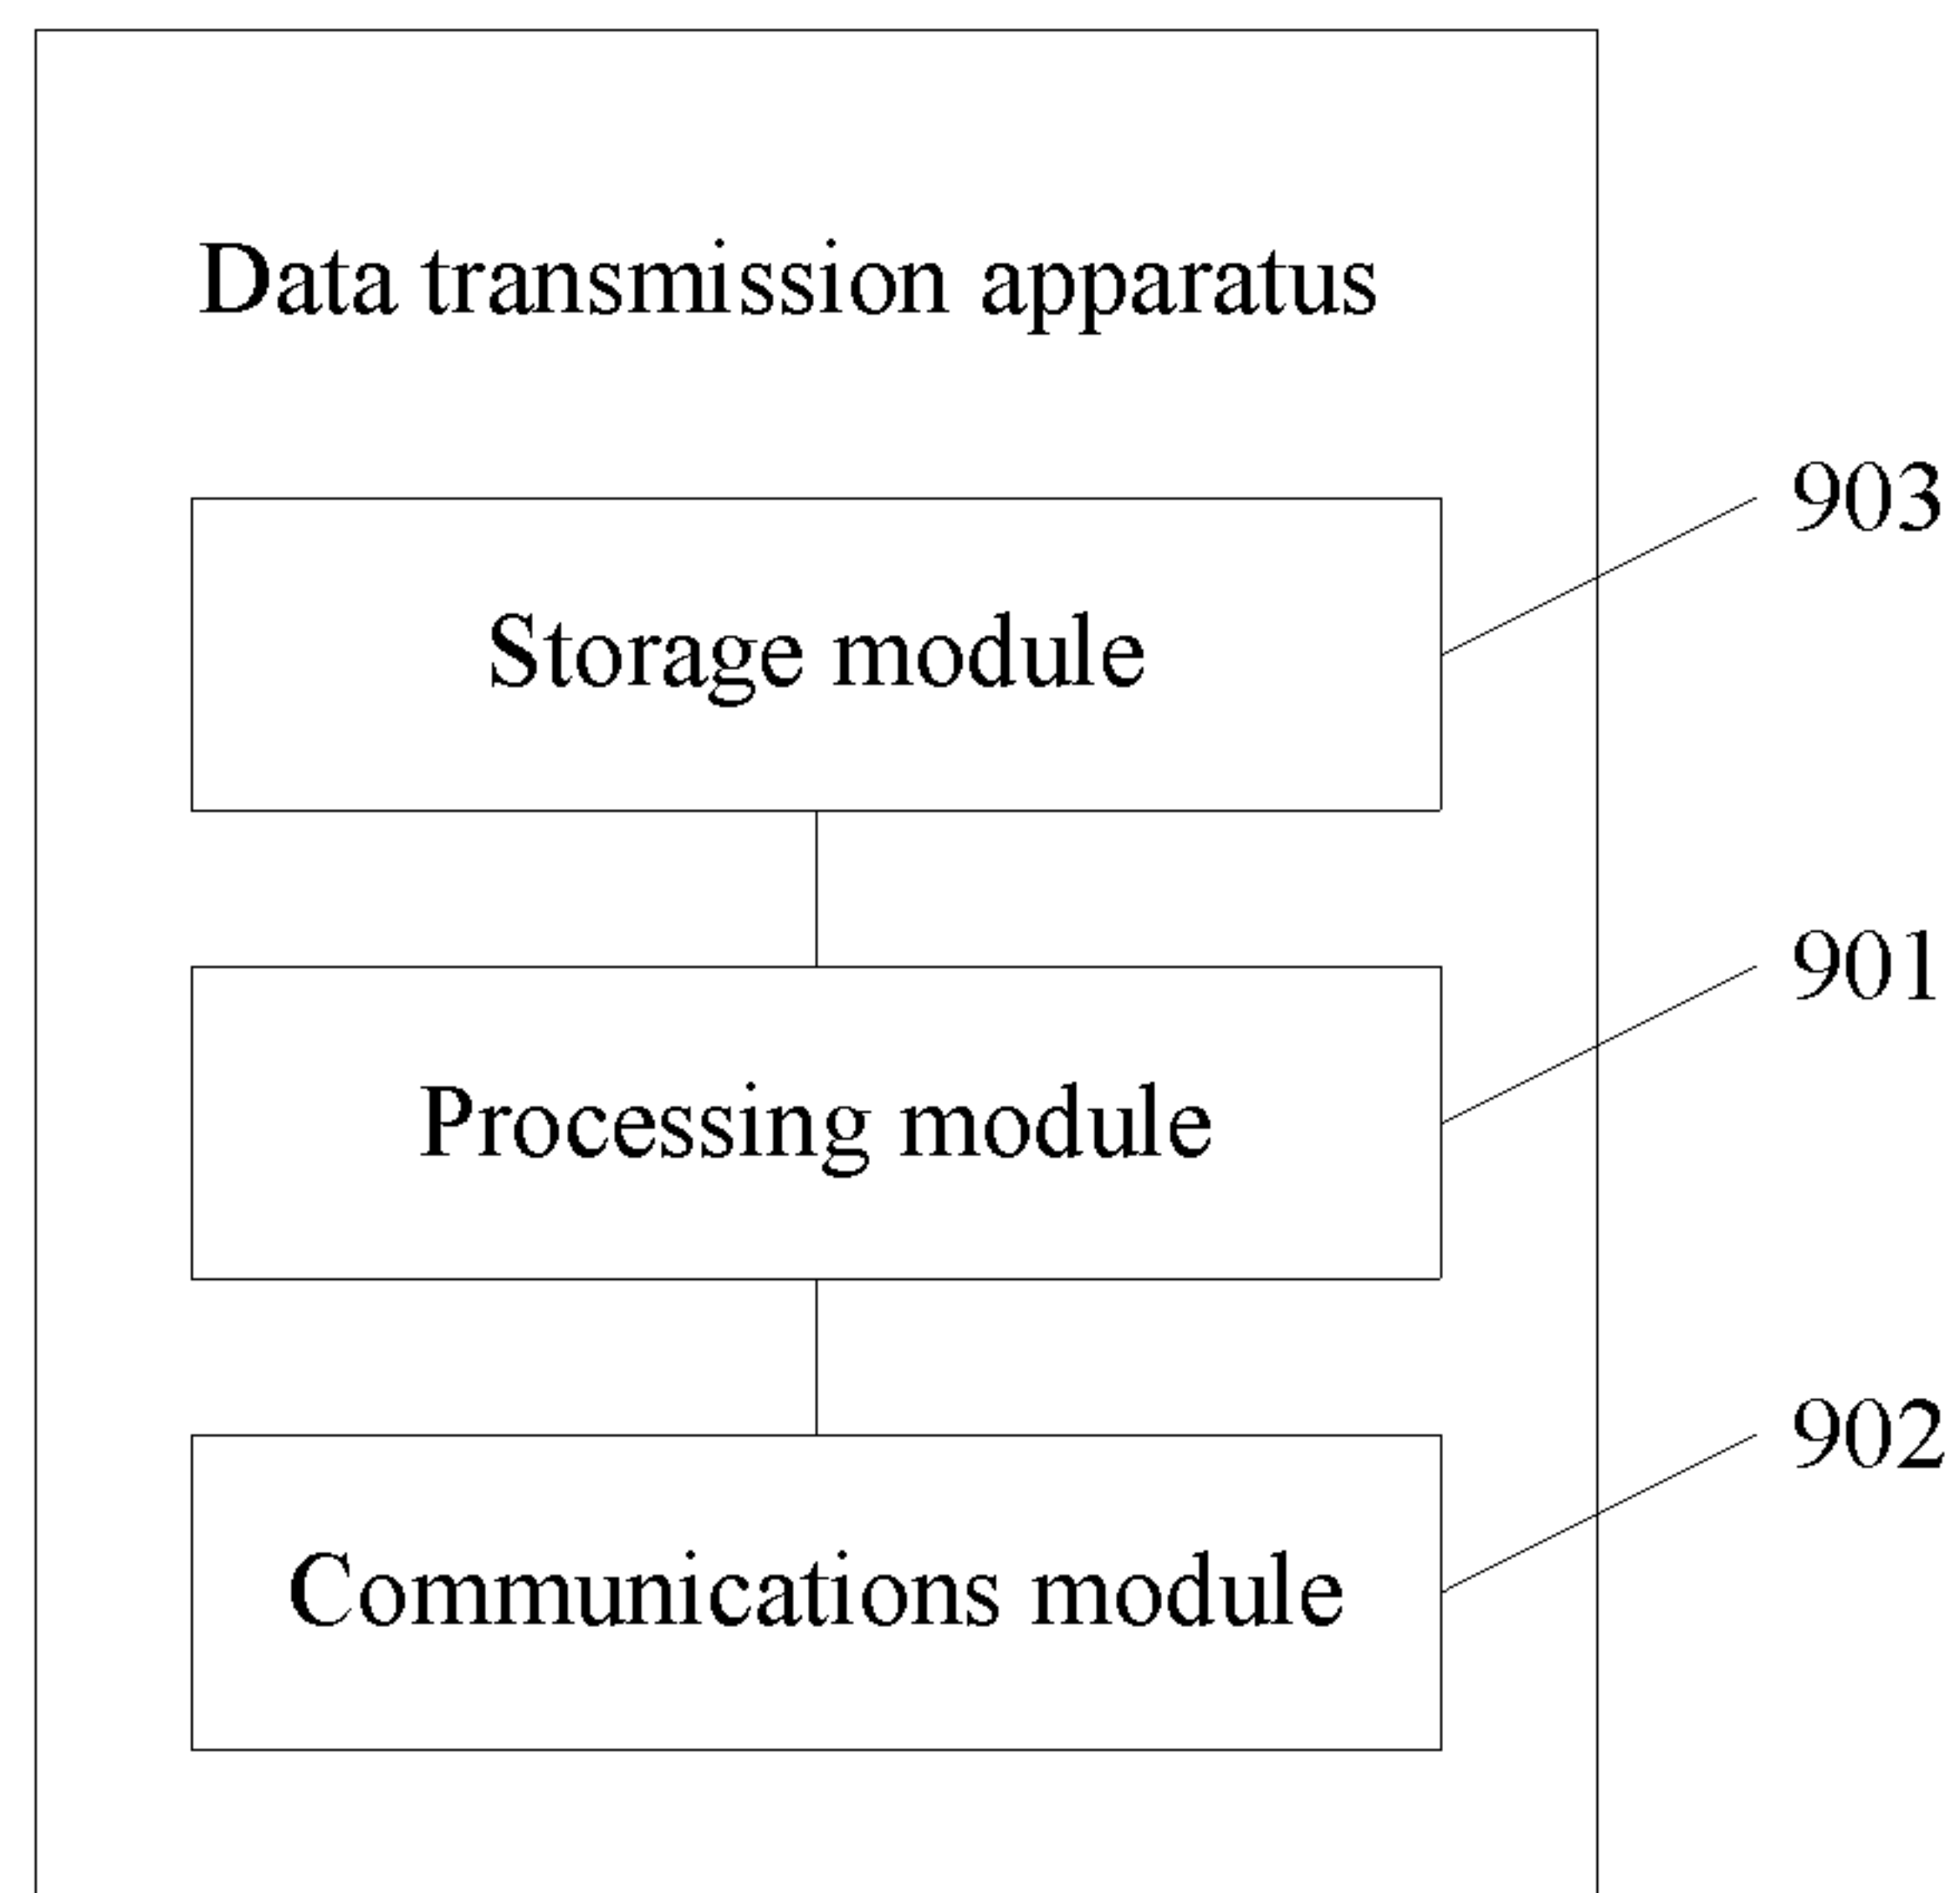 Data transmission apparatus
903
Storage module
901
Processing module
902
Communications module